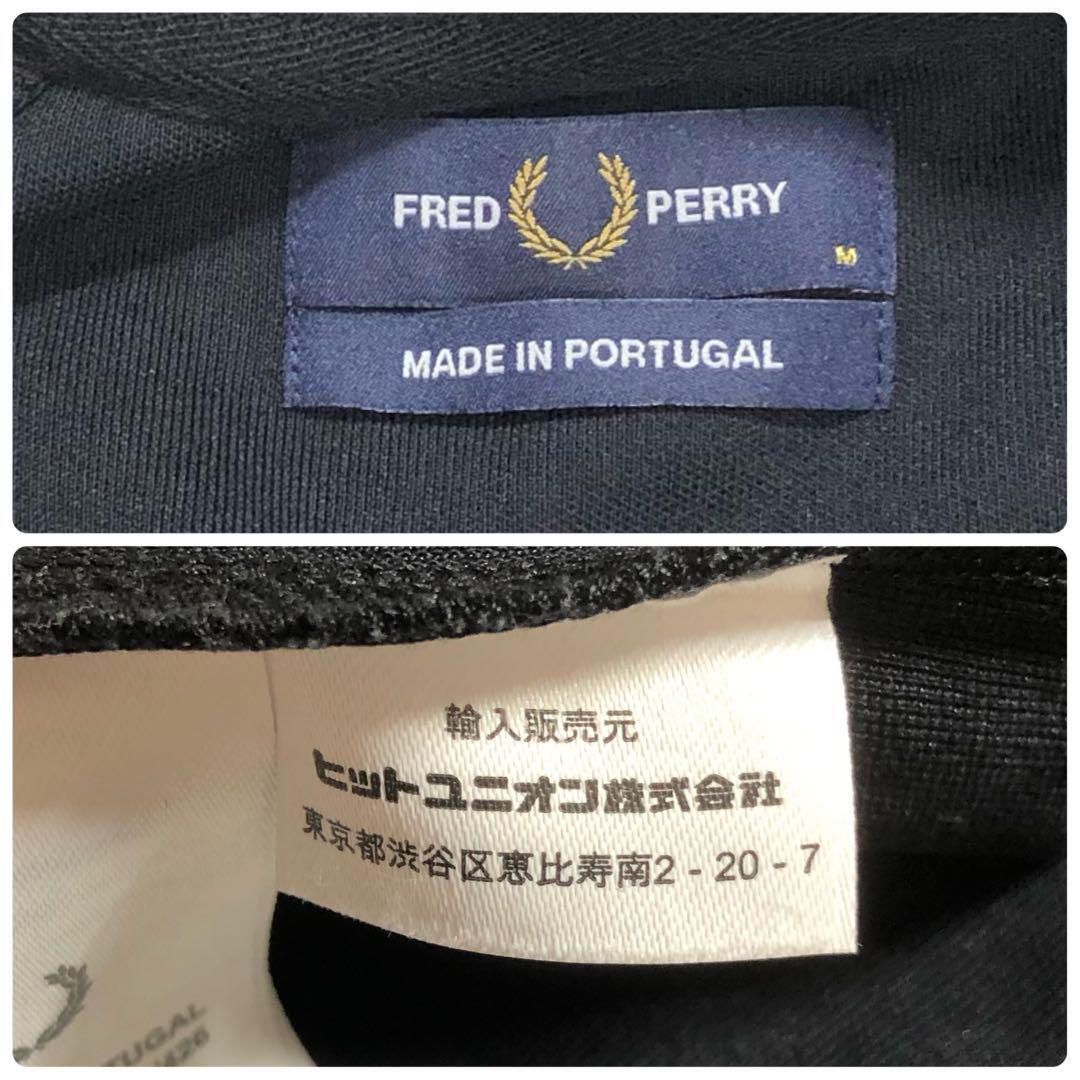 FRED PERRY
M
MADE IN PORTUGAL
輸入販売元
ヒットユニオン株式会社
東京都渋谷区恵比寿南2 - 20 - 7